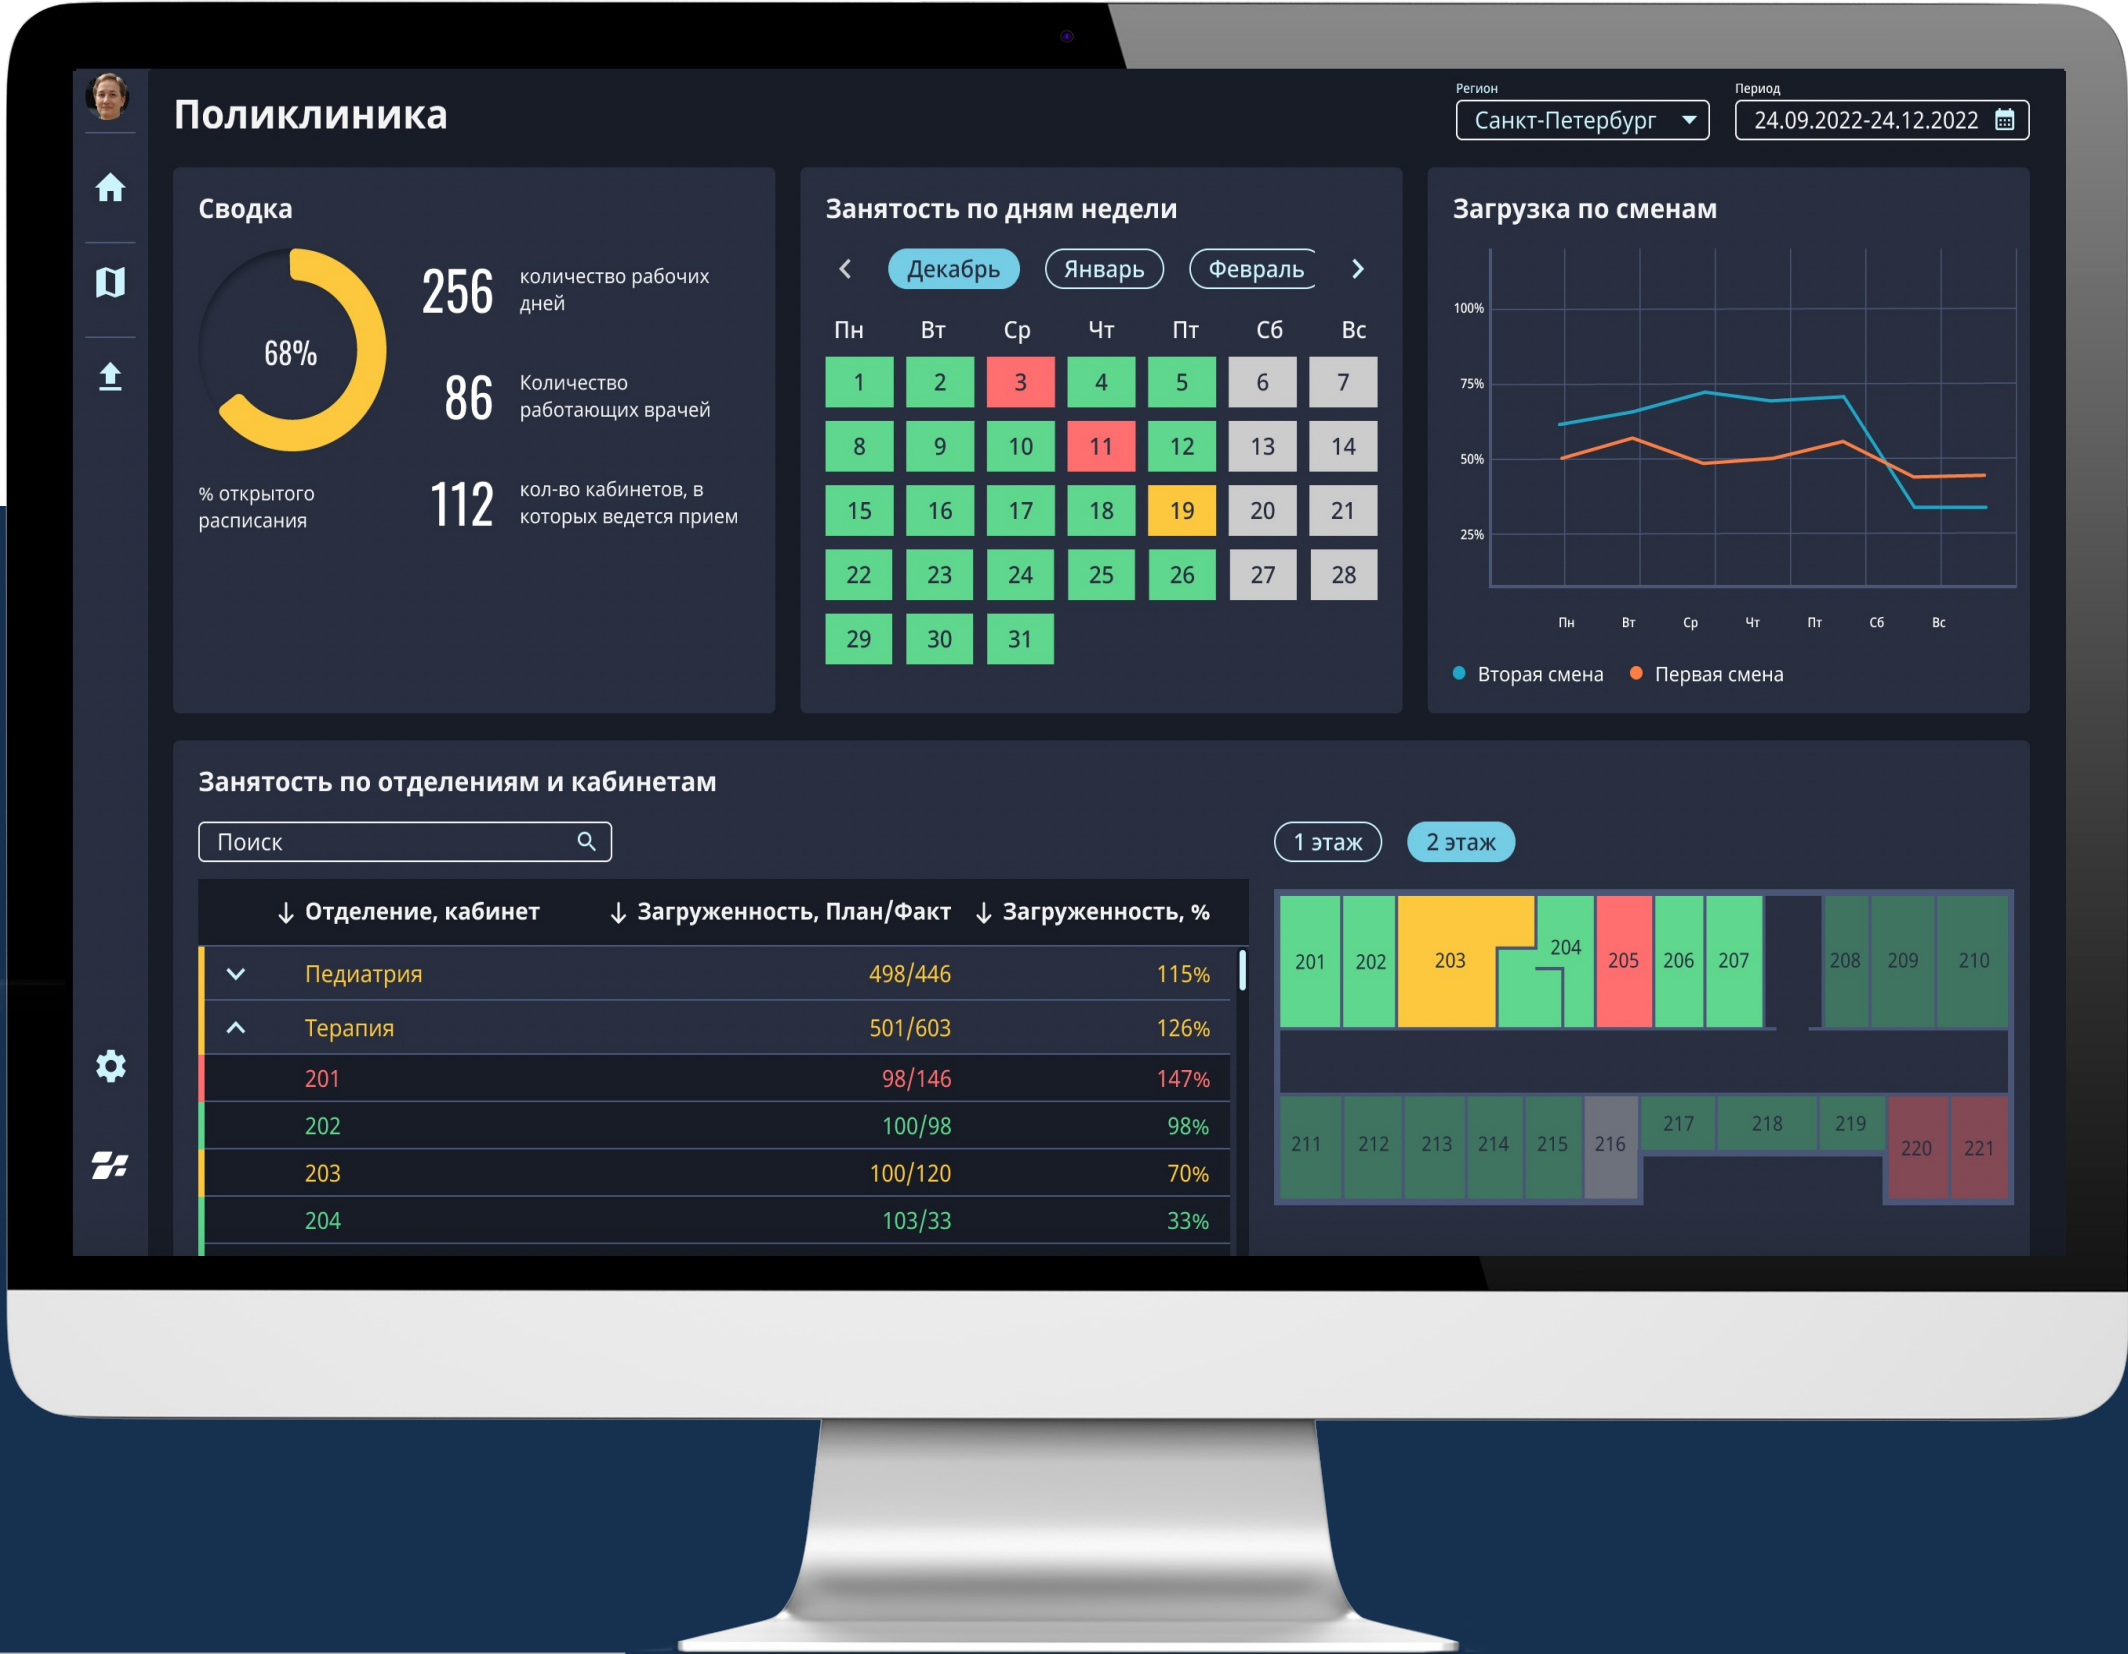 Поликлиника
Регион
Санкт-Петербург
Период
24.09.2022-24.12.2022
Сводка
68%
% открытого
расписания
256
количество рабочих
дней
86
Количество
работающих врачей
112
кол-во кабинетов, в
которых ведется прием
Занятость по дням недели
Декабрь Январь Февраль
Пн Вт Ср Чт Пт Сб Вс
1 2 3 4 5 6 7
8 9 10 11 12 13 14
15 16 17 18 19 20 21
22 23 24 25 26 27 28
29 30 31
Загрузка по сменам
100%
75%
50%
25%
Пн Вт Ср Чт Пт Сб Вс
Вторая смена Первая смена
Занятость по отделениям и кабинетам
Поиск
Отделение, кабинет Загруженность, План/Факт Загруженность, %
Педиатрия 498/446 115%
Терапия 501/603 126%
201 98/146 147%
202 100/98 98%
203 100/120 70%
204 103/33 33%
1 этаж 2 этаж
201 202 203 204 205 206 207 208 209 210
211 212 213 214 215 216 217 218 219 220 221